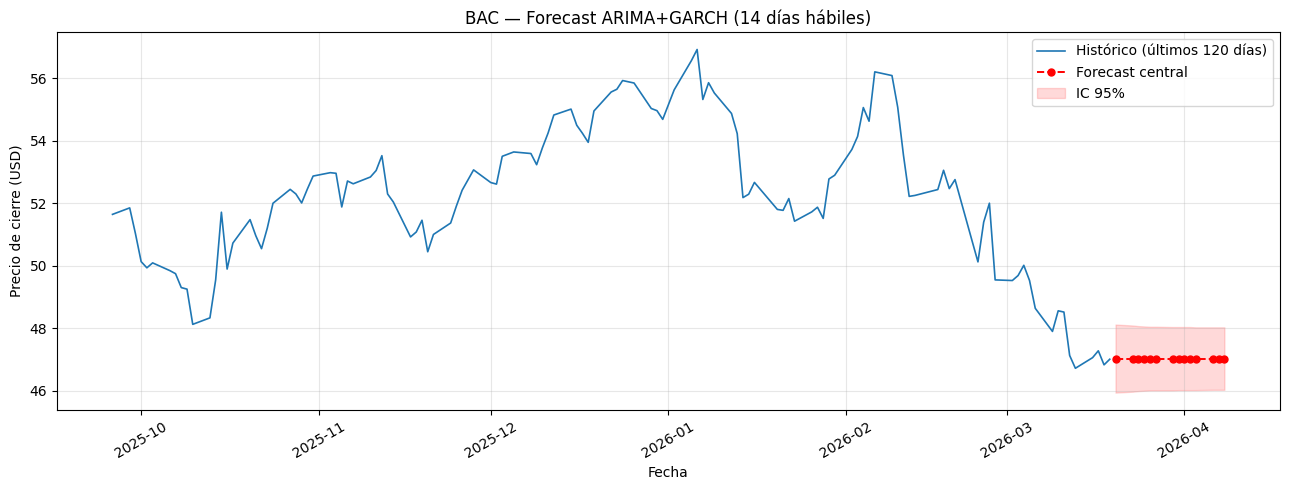 BAC — Forecast ARIMA+GARCH (14 días hábiles)
Histórico (últimos 120 días)
Forecast central
IC 95%
Precio de cierre (USD)
56
54
52
50
48
46
2025-10
2025-11
2025-12
2026-01
2026-02
2026-03
2026-04
Fecha